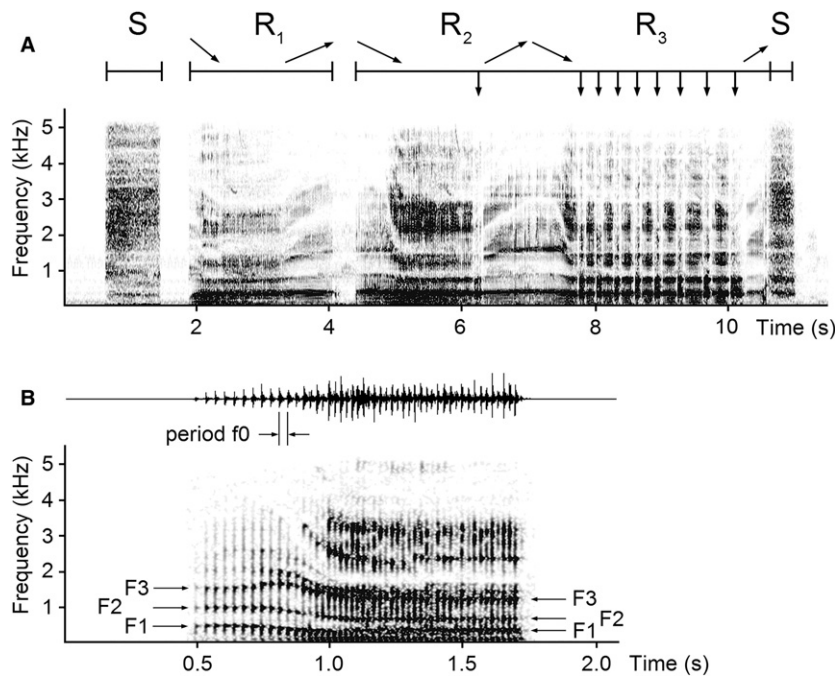 A
S R1 R2 R3 S
Frequency (kHz)
5
4
3
2
1
2 4 6 8 10 Time (s)
B
period f0
Frequency (kHz)
5
4
3
2
1
F3 F3
F2 F2
F1 F1
0.5 1.0 1.5 2.0 Time (s)